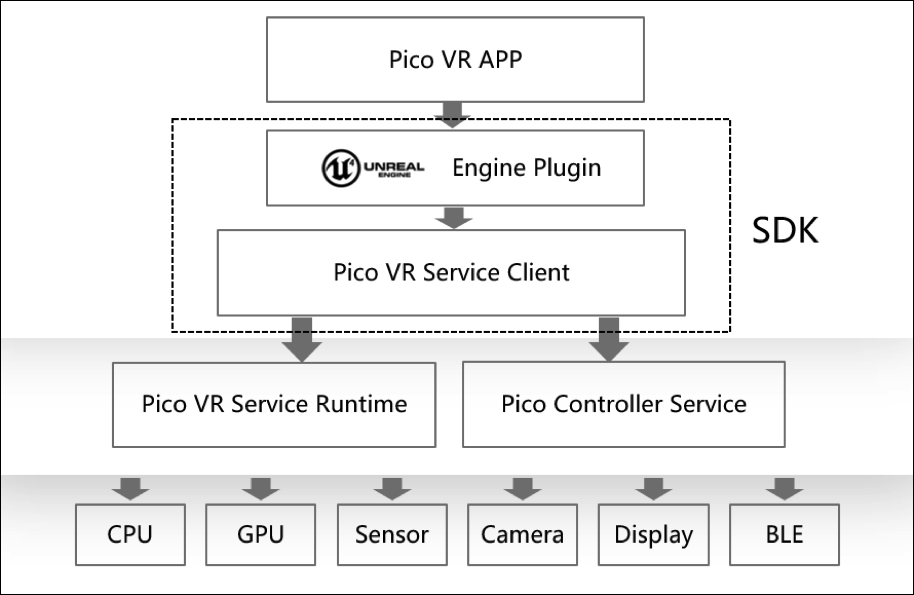 Pico VR APP
UNREAL
ENGINE
Engine Plugin
SDK
Pico VR Service Client
Pico VR Service Runtime
Pico Controller Service
CPU
GPU
Sensor
Camera
Display
BLE